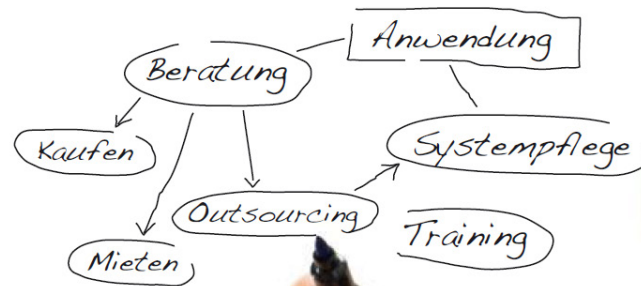 Anwendung
Beratung
Kaufen
Systempflege
Outsourcing
Training
Mieten